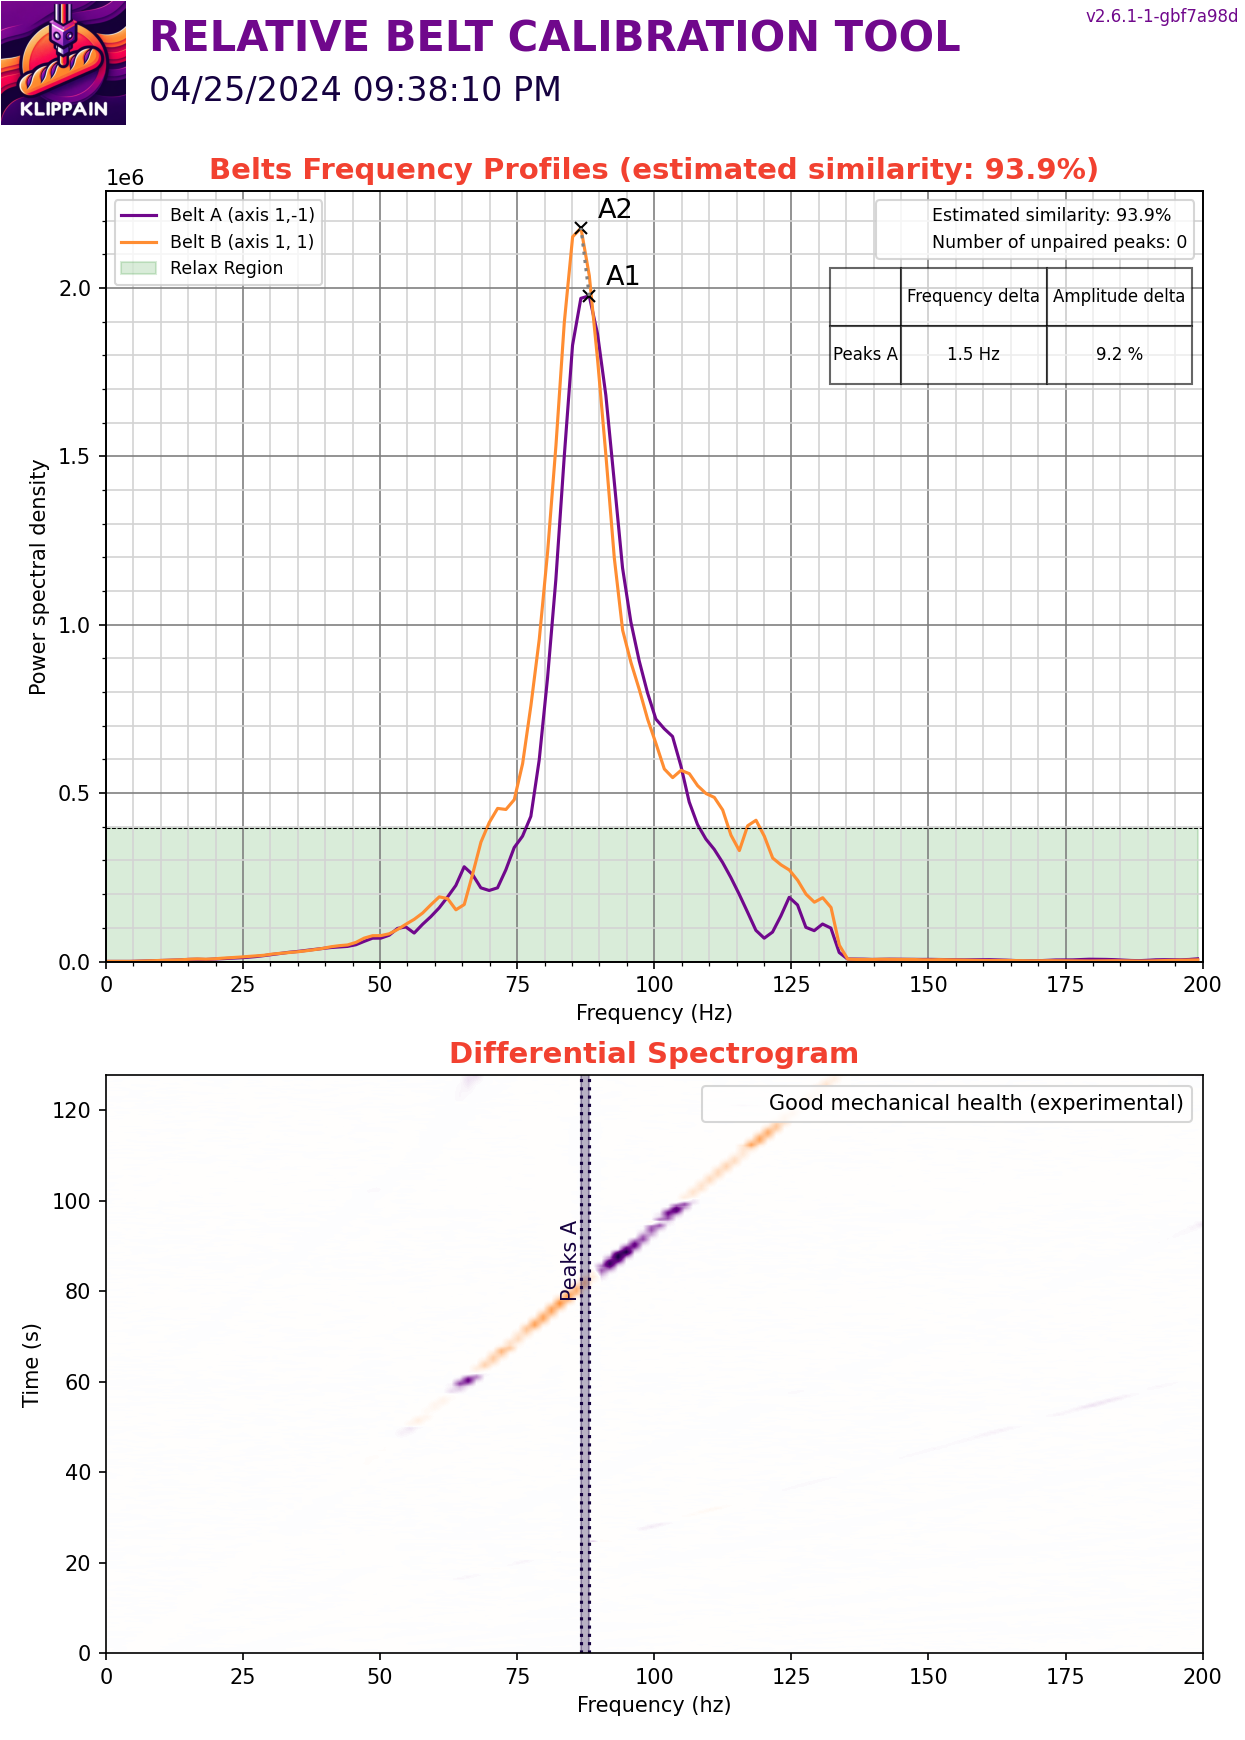 KLIPPAIN
RELATIVE BELT CALIBRATION TOOL
v2.6.1-1-gbf7a98d
04/25/2024 09:38:10 PM
Belts Frequency Profiles (estimated similarity: 93.9%)
1e6
Belt A (axis 1,-1)
Belt B (axis 1, 1)
Relax Region
A2
A1
Estimated similarity: 93.9%
Number of unpaired peaks: 0
Frequency delta Amplitude delta
Peaks A 1.5 Hz 9.2 %
Power spectral density
2.0
1.5
1.0
0.5
0.0
0 25 50 75 100 125 150 175 200
Frequency (Hz)
Differential Spectrogram
Good mechanical health (experimental)
Peaks A
Time (s)
120
100
80
60
40
20
0
0 25 50 75 100 125 150 175 200
Frequency (hz)